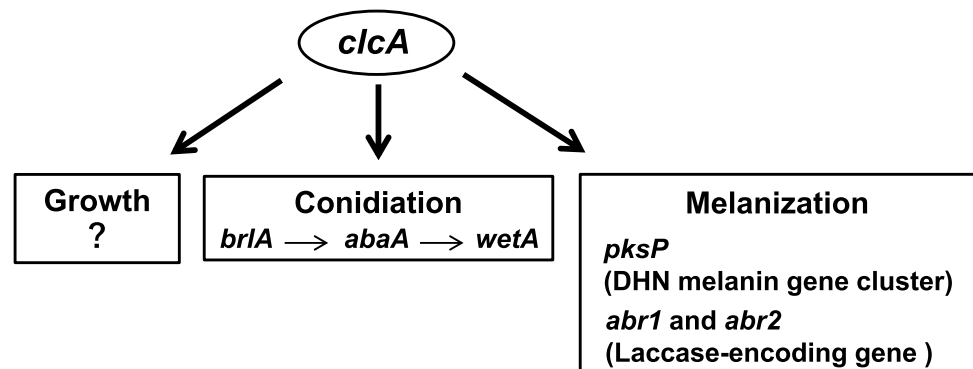 clcA
Growth
?
Conidiation
brlA → abaA → wetA
Melanization
pksP
(DHN melanin gene cluster)
abr1 and abr2
(Laccase-encoding gene )